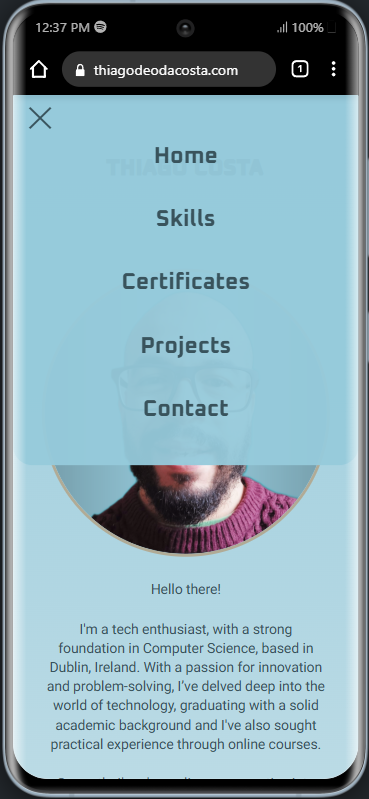 12:37 PM
100%
thiagodeodacosta.com
1
THIAGO COSTA
Home
Skills
Certificates
Projects
Contact
Hello there!
I'm a tech enthusiast, with a strong
foundation in Computer Science, based in
Dublin, Ireland. With a passion for innovation
and problem-solving, I've delved deep into the
world of technology, graduating with a solid
academic background and I've also sought
practical experience through online courses.